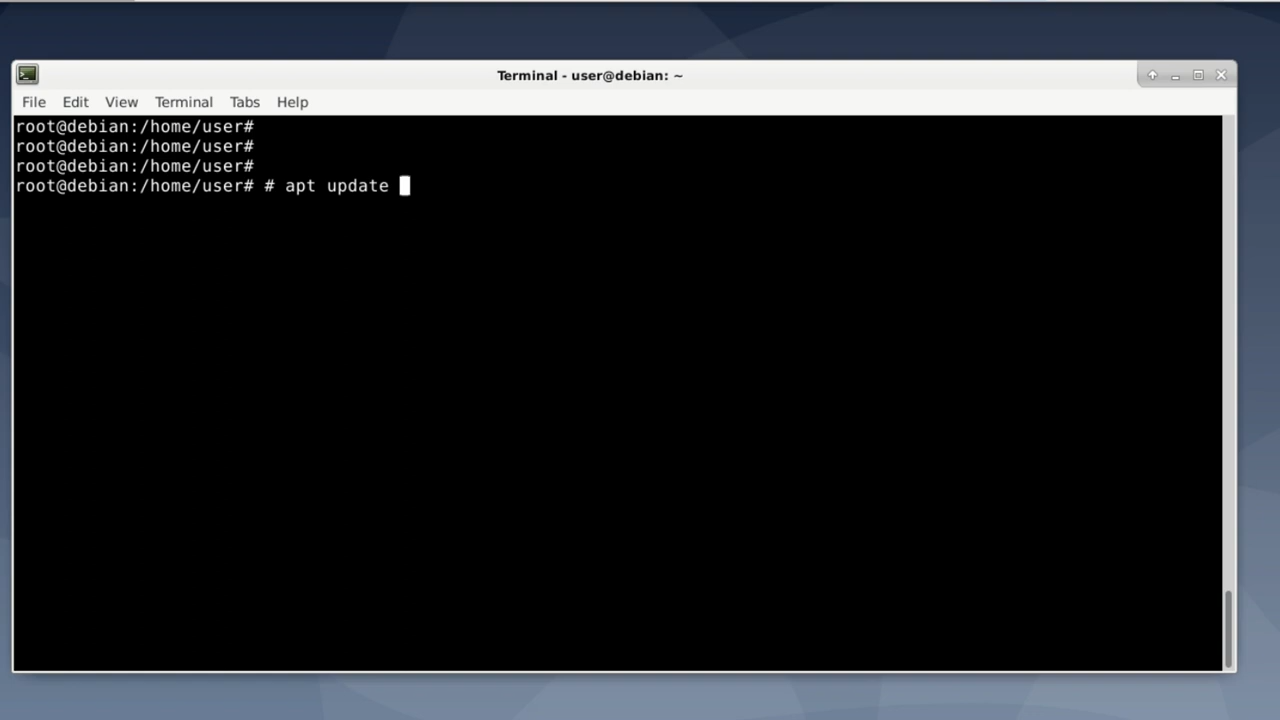 Terminal - user@debian: ~
File Edit View Terminal Tabs Help
root@debian:/home/user#
root@debian:/home/user#
root@debian:/home/user#
root@debian:/home/user# # apt update